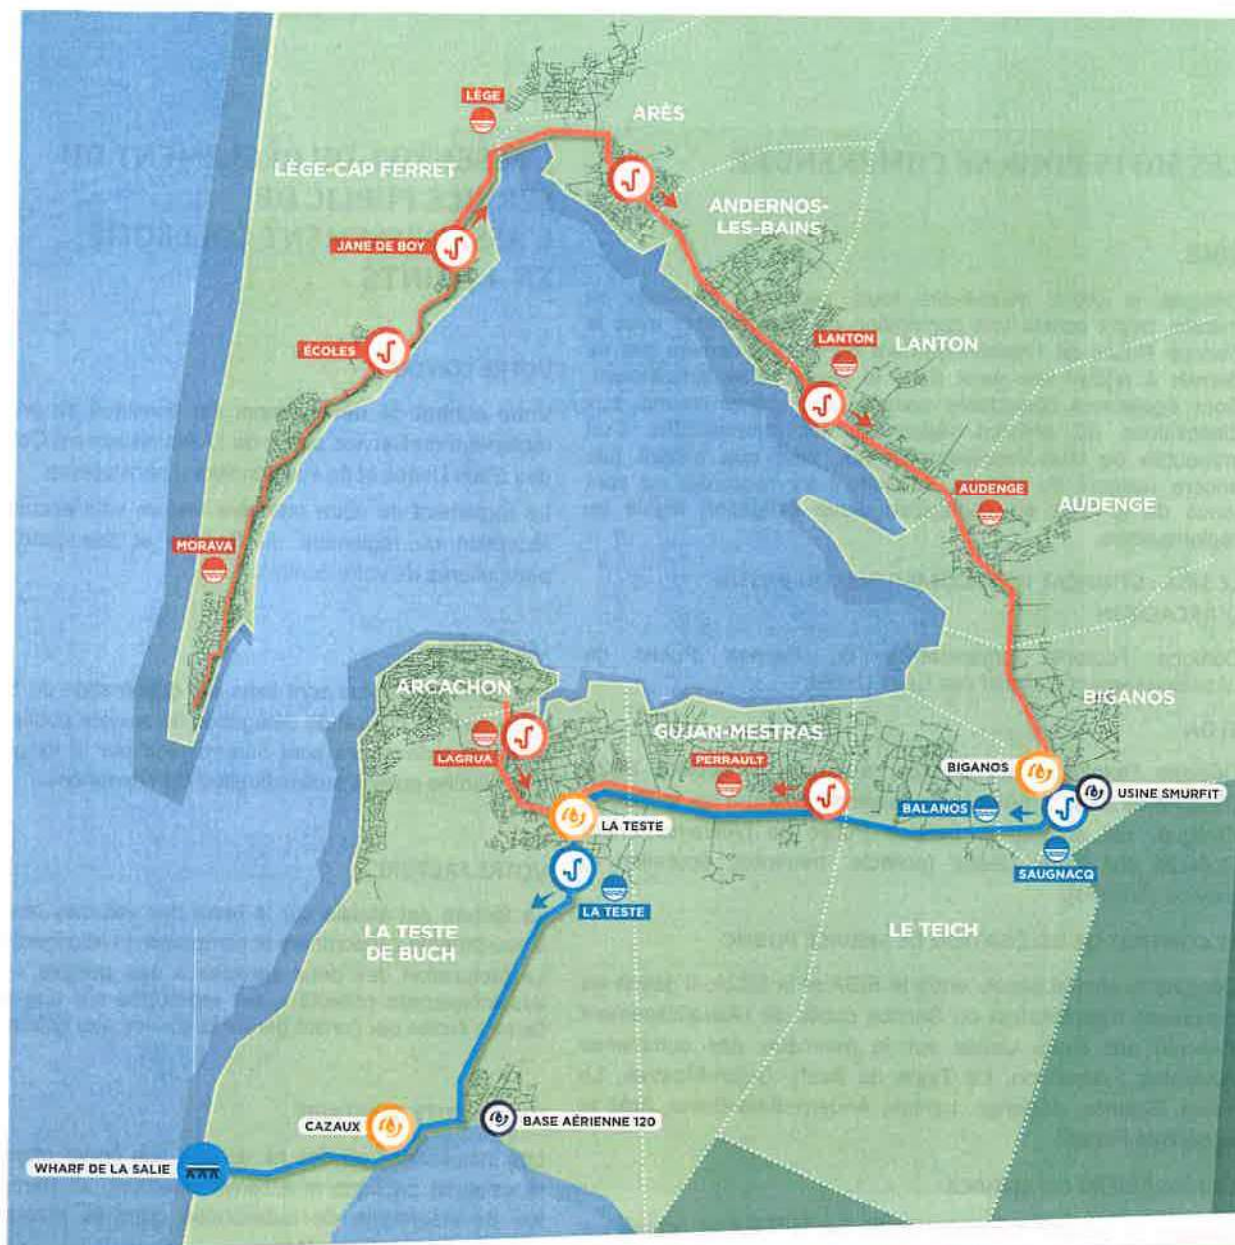 LÈGE
ARÈS
LÈGE-CAP FERRET
ANDERNOS-
LES-BAINS
JANE DE BOY
ÉCOLES
LANTON
LANTON
AUDENGE
AUDENGE
MORAVA
ARCACHON
BIGANOS
GUJAN-MESTRAS
LAGRUA
PERRAULT
BIGANOS
USINE SMURFIT
BALANOS
LA TESTE
SAUGNACQ
LA TESTE
LA TESTE
DE BUCH
LE TEICH
CAZAUX
BASE AÉRIENNE 120
WHARF DE LA SALIE